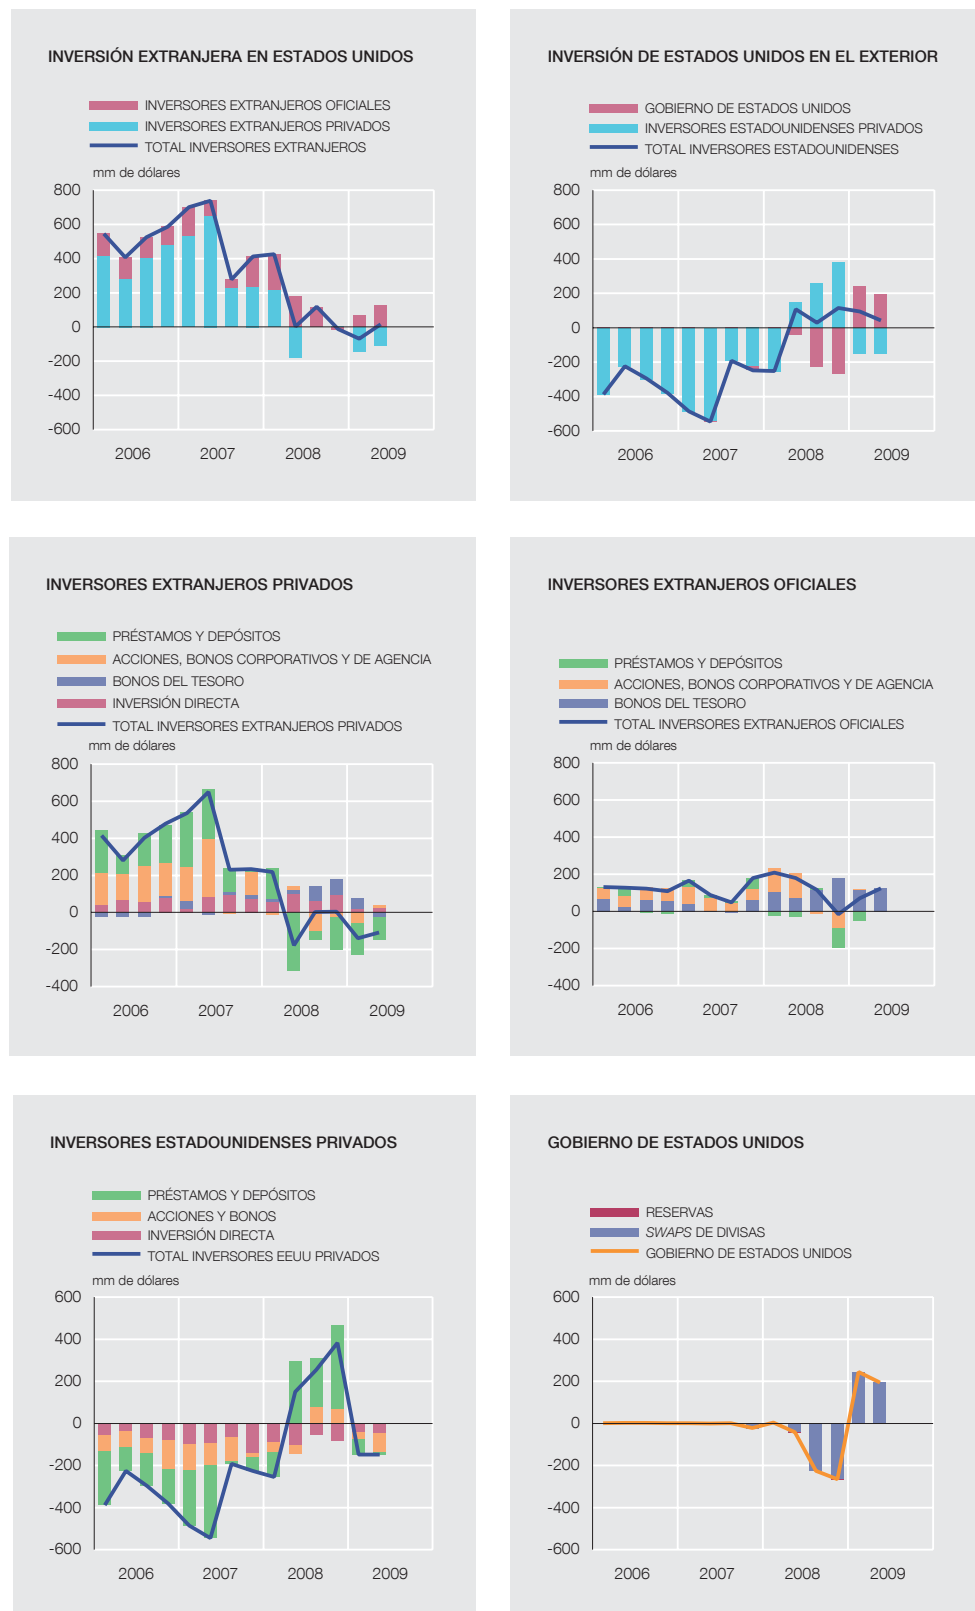 INVERSIÓN EXTRANJERA EN ESTADOS UNIDOS
INVERSORES EXTRANJEROS OFICIALES
INVERSORES EXTRANJEROS PRIVADOS
TOTAL INVERSORES EXTRANJEROS
mm de dólares
800
600
400
200
0
-200
-400
-600
2006 2007 2008 2009
INVERSIÓN DE ESTADOS UNIDOS EN EL EXTERIOR
GOBIERNO DE ESTADOS UNIDOS
INVERSORES ESTADOUNIDENSES PRIVADOS
TOTAL INVERSORES ESTADOUNIDENSES
mm de dólares
800
600
400
200
0
-200
-400
-600
2006 2007 2008 2009
INVERSORES EXTRANJEROS PRIVADOS
PRÉSTAMOS Y DEPÓSITOS
ACCIONES, BONOS CORPORATIVOS Y DE AGENCIA
BONOS DEL TESORO
INVERSIÓN DIRECTA
TOTAL INVERSORES EXTRANJEROS PRIVADOS
mm de dólares
800
600
400
200
0
-200
-400
2006 2007 2008 2009
INVERSORES EXTRANJEROS OFICIALES
PRÉSTAMOS Y DEPÓSITOS
ACCIONES, BONOS CORPORATIVOS Y DE AGENCIA
BONOS DEL TESORO
TOTAL INVERSORES EXTRANJEROS OFICIALES
mm de dólares
800
600
400
200
0
-200
-400
2006 2007 2008 2009
INVERSORES ESTADOUNIDENSES PRIVADOS
PRÉSTAMOS Y DEPÓSITOS
ACCIONES Y BONOS
INVERSIÓN DIRECTA
TOTAL INVERSORES EEUU PRIVADOS
mm de dólares
600
400
200
0
-200
-400
-600
2006 2007 2008 2009
GOBIERNO DE ESTADOS UNIDOS
RESERVAS
SWAPS DE DIVISAS
GOBIERNO DE ESTADOS UNIDOS
mm de dólares
600
400
200
0
-200
-400
-600
2006 2007 2008 2009